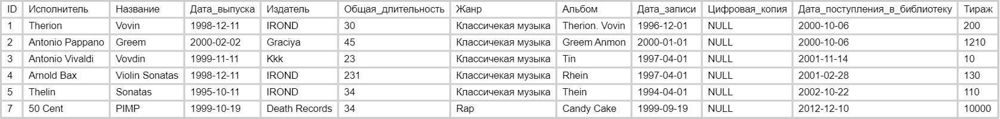 ID Исполнитель Название Дата_выпуска Издатель Общая_длительность Жанр Альбом Дата_записи Цифровая_копия Дата_поступления_в_библиотеку Тираж
1 Therion Vovin 1998-12-11 IROND 30 Классичекая музыка Therion. Vovin 1996-12-01 NULL 2000-10-06 200
2 Antonio Pappano Greem 2000-02-02 Graciya 45 Классичекая музыка Greem Anmon 2000-01-01 NULL 2000-10-06 1210
3 Antonio Vivaldi Vovdin 1999-11-11 Kkk 23 Классичекая музыка Tin 1997-04-01 NULL 2001-11-14 10
4 Arnold Bax Violin Sonatas 1998-12-11 IROND 231 Классичекая музыка Rhein 1997-04-01 NULL 2001-02-28 130
5 Thelin Sonatas 1995-10-11 IROND 34 Классичекая музыка Thein 1994-04-01 NULL 2002-10-22 110
7 50 Cent PIMP 1999-10-19 Death Records 34 Rap Candy Cake 1999-09-19 NULL 2012-12-10 10000